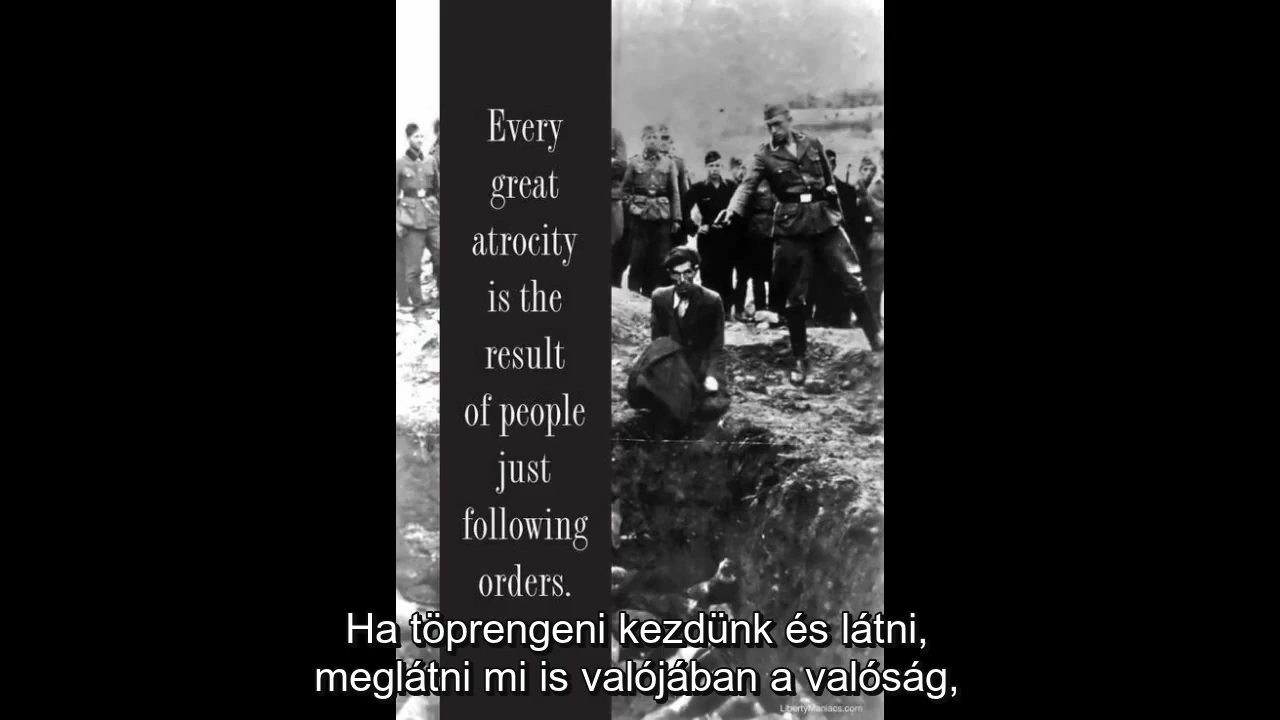 Every
great
atrocity
is the
result
of people
just
following
orders.
Ha töprengeni kezdünk és látni,
meglátni mi is valójában a valóság,
LibertyManiacs.com